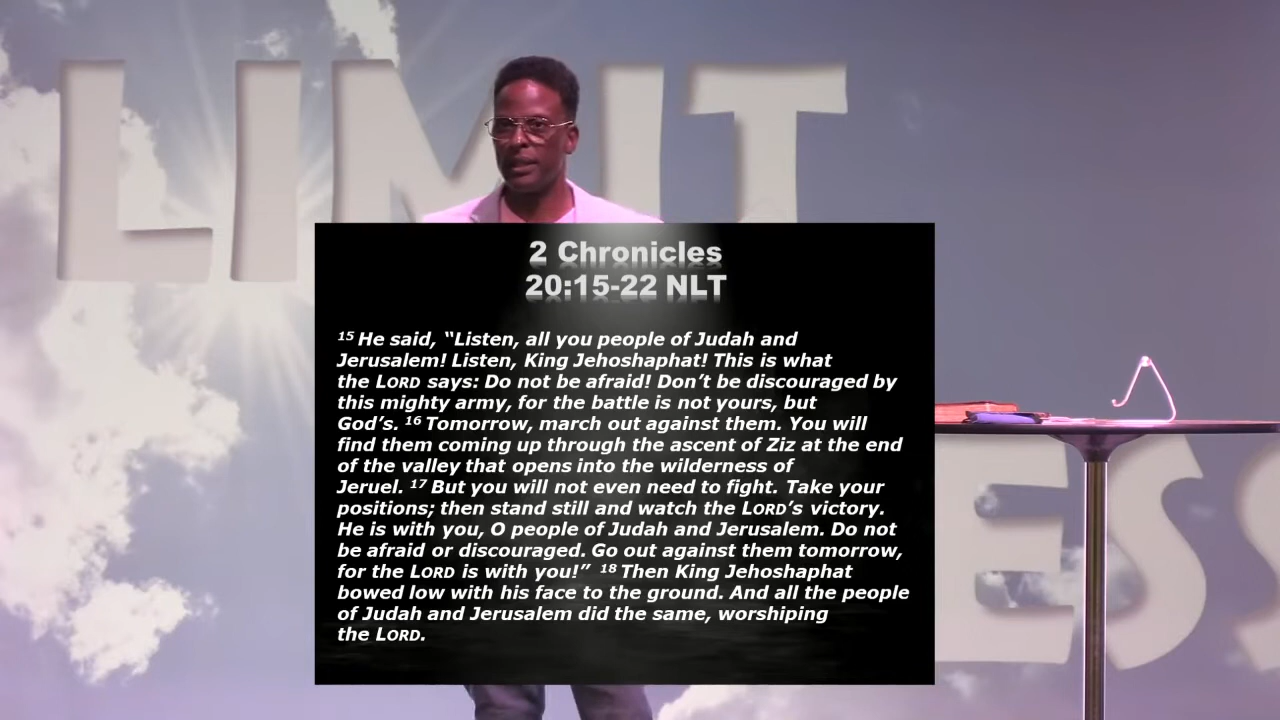 LIMIT
2 Chronicles
20:15-22 NLT
15 He said, “Listen, all you people of Judah and
Jerusalem! Listen, King Jehoshaphat! This is what
the LORD says: Do not be afraid! Don’t be discouraged by
this mighty army, for the battle is not yours, but
God’s. 16 Tomorrow, march out against them. You will
find them coming up through the ascent of Ziz at the end
of the valley that opens into the wilderness of
Jeruel. 17 But you will not even need to fight. Take your
positions; then stand still and watch the LORD’s victory.
He is with you, O people of Judah and Jerusalem. Do not
be afraid or discouraged. Go out against them tomorrow,
for the LORD is with you!” 18 Then King Jehoshaphat
bowed low with his face to the ground. And all the people
of Judah and Jerusalem did the same, worshiping
the LORD.
ESS